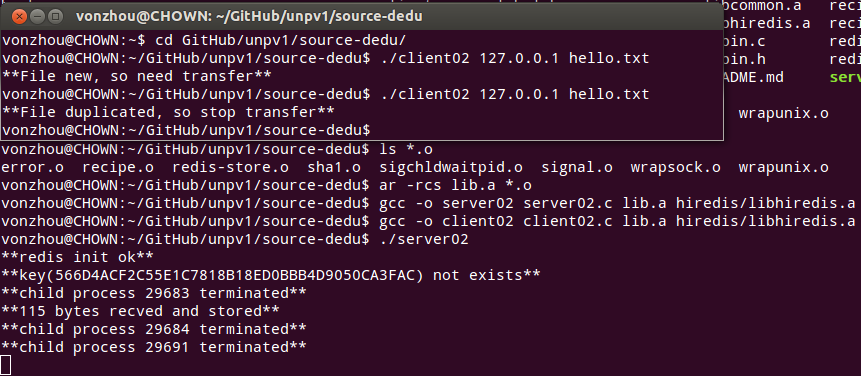 vonzhou@CHOWN: ~/GitHub/unpv1/source-dedu
vonzhou@CHOWN:~$ cd GitHub/unpv1/source-dedu/
vonzhou@CHOWN:~/GitHub/unpv1/source-dedu$ ./client02 127.0.0.1 hello.txt
**File new, so need transfer**
vonzhou@CHOWN:~/GitHub/unpv1/source-dedu$ ./client02 127.0.0.1 hello.txt
**File duplicated, so stop transfer**
vonzhou@CHOWN:~/GitHub/unpv1/source-dedu$
bcommon.a reci
ohiredis.a reci
in.c reci
in.h redi
DME.md serv
wrapunix.o
vonzhou@CHOWN:~/GitHub/unpv1/source-dedu$ ls *.o
error.o recipe.o redis-store.o sha1.o sigchldwaitpid.o signal.o wrapsock.o wrapunix.o
vonzhou@CHOWN:~/GitHub/unpv1/source-dedu$ ar -rcs lib.a *.o
vonzhou@CHOWN:~/GitHub/unpv1/source-dedu$ gcc -o server02 server02.c lib.a hiredis/libhiredis.a
vonzhou@CHOWN:~/GitHub/unpv1/source-dedu$ gcc -o client02 client02.c lib.a hiredis/libhiredis.a
vonzhou@CHOWN:~/GitHub/unpv1/source-dedu$ ./server02
**redis init ok**
**key(566D4ACF2C55E1C7818B18ED0BBB4D9050CA3FAC) not exists**
**child process 29683 terminated**
**115 bytes recved and stored**
**child process 29684 terminated**
**child process 29691 terminated**